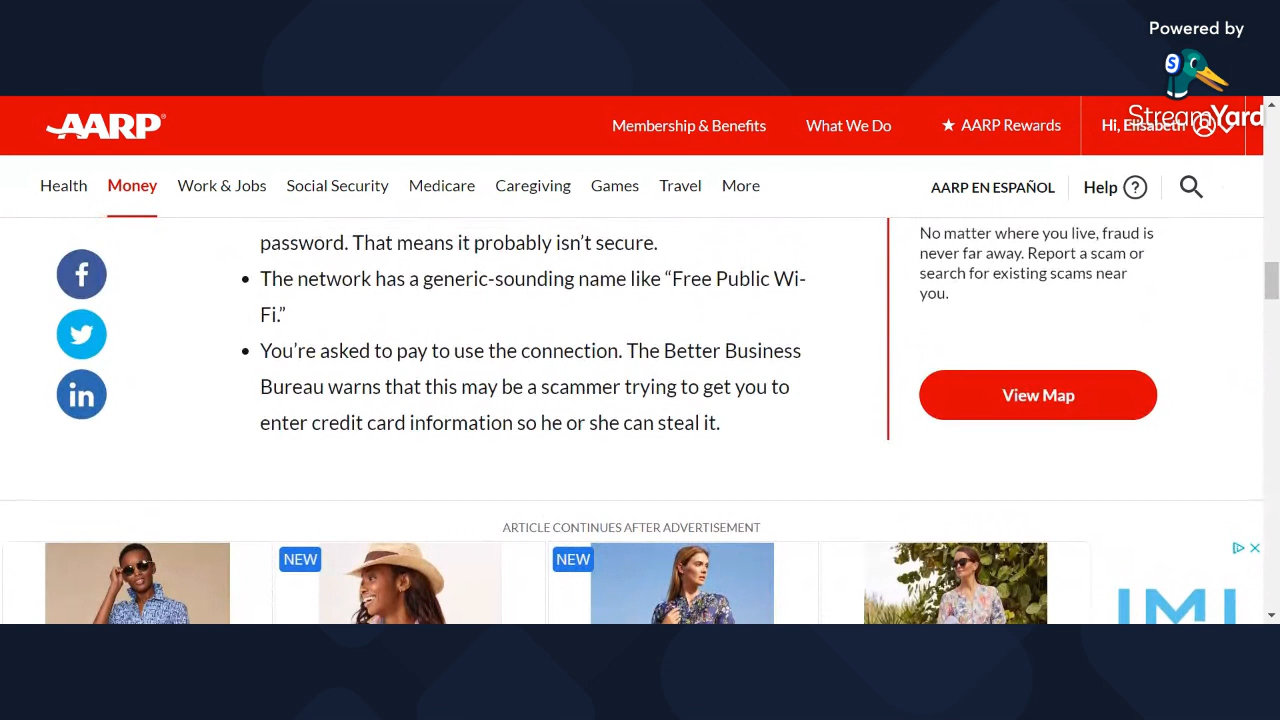 Powered by
S
StreamYard
AARP®
Membership & Benefits
What We Do
★ AARP Rewards
Hi, Elisabeth
Health
Money
Work & Jobs
Social Security
Medicare
Caregiving
Games
Travel
More
AARP EN ESPAÑOL
Help ?
f
in
password. That means it probably isn’t secure.
• The network has a generic-sounding name like “Free Public Wi-
Fi.”
• You’re asked to pay to use the connection. The Better Business
Bureau warns that this may be a scammer trying to get you to
enter credit card information so he or she can steal it.
No matter where you live, fraud is
never far away. Report a scam or
search for existing scams near
you.
View Map
ARTICLE CONTINUES AFTER ADVERTISEMENT
NEW
NEW